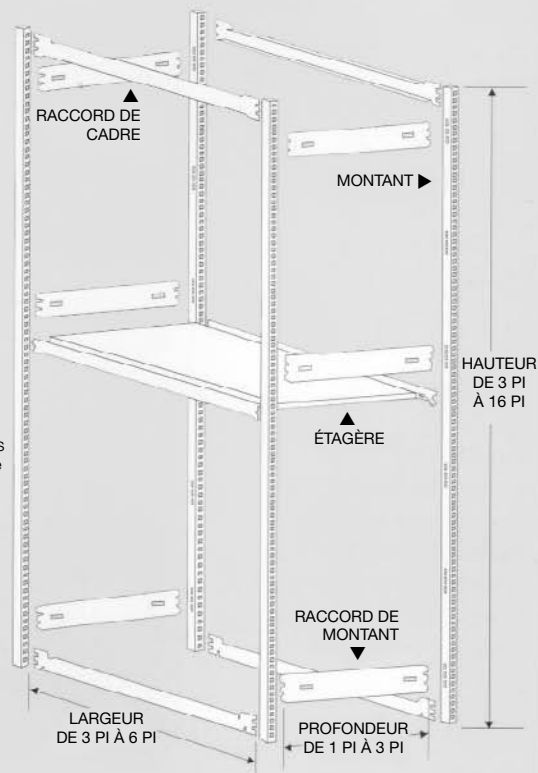 RACCORD DE
CADRE
MONTANT
HAUTEUR
DE 3 PI
À 16 PI
ÉTAGÈRE
RACCORD DE
MONTANT
LARGEUR
DE 3 PI À 6 PI
PROFONDEUR
DE 1 PI À 3 PI